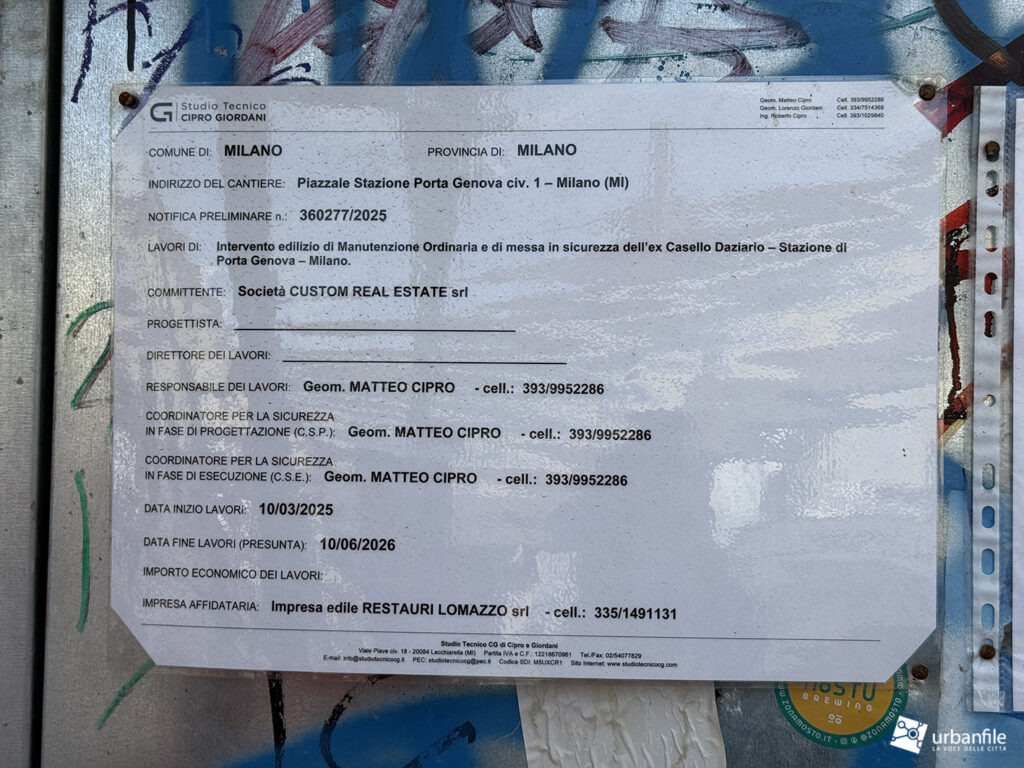 Studio Tecnico
CIPRO GIORDANI
Geom. Matteo Cipro Cell. 393/9952286
Geom. Lorenzo Giordani Cell. 334/7514369
Ing. Roberto Cipro Cell. 393/1029840
COMUNE DI: MILANO PROVINCIA DI: MILANO
INDIRIZZO DEL CANTIERE: Piazzale Stazione Porta Genova civ. 1 – Milano (MI)
NOTIFICA PRELIMINARE n.: 360277/2025
LAVORI DI: Intervento edilizio di Manutenzione Ordinaria e di messa in sicurezza dell'ex Casello Daziario – Stazione di
Porta Genova – Milano.
COMMITTENTE: Società CUSTOM REAL ESTATE srl
PROGETTISTA:
DIRETTORE DEI LAVORI:
RESPONSABILE DEI LAVORI: Geom. MATTEO CIPRO - cell.: 393/9952286
COORDINATORE PER LA SICUREZZA
IN FASE DI PROGETTAZIONE (C.S.P.): Geom. MATTEO CIPRO - cell.: 393/9952286
COORDINATORE PER LA SICUREZZA
IN FASE DI ESECUZIONE (C.S.E.): Geom. MATTEO CIPRO - cell.: 393/9952286
DATA INIZIO LAVORI: 10/03/2025
DATA FINE LAVORI (PRESUNTA): 10/06/2026
IMPORTO ECONOMICO DEI LAVORI:
IMPRESA AFFIDATARIA: Impresa edile RESTAURI LOMAZZO srl - cell.: 335/1491131
Studio Tecnico CG di Cipro e Giordani
Viale Piave civ. 18 - 20084 Lacchiarella (MI) Partita IVA e C.F.: 12218670961 Tel./Fax: 02/54077829
E-mail: info@studiotecnicocg.it PEC: studiotecnicocg@pec.it Codice SDI: M5UXCR1 Sito Internet: www.studiotecnicocg.com
BREWING
ZONAMOSTO.IT @ZONAMOSTO
urbanfile
LA VOCE DELLE CITTÀ